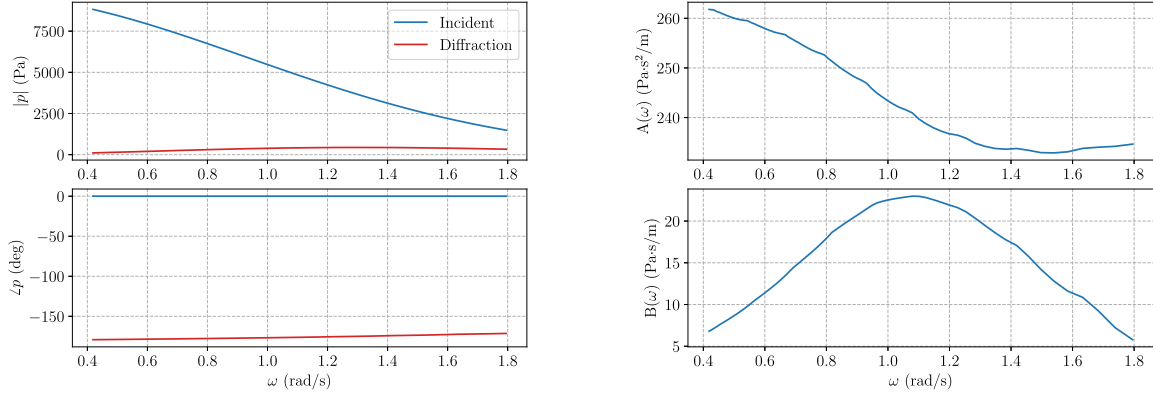 7500
5000
2500
0
|p| (Pa)
Incident
Diffraction
0.4 0.6 0.8 1.0 1.2 1.4 1.6 1.8
0
−50
−100
−150
∠p (deg)
0.4 0.6 0.8 1.0 1.2 1.4 1.6 1.8
ω (rad/s)
260
250
240
A(ω) (Pa·s²/m)
0.4 0.6 0.8 1.0 1.2 1.4 1.6 1.8
20
15
10
5
B(ω) (Pa·s/m)
0.4 0.6 0.8 1.0 1.2 1.4 1.6 1.8
ω (rad/s)